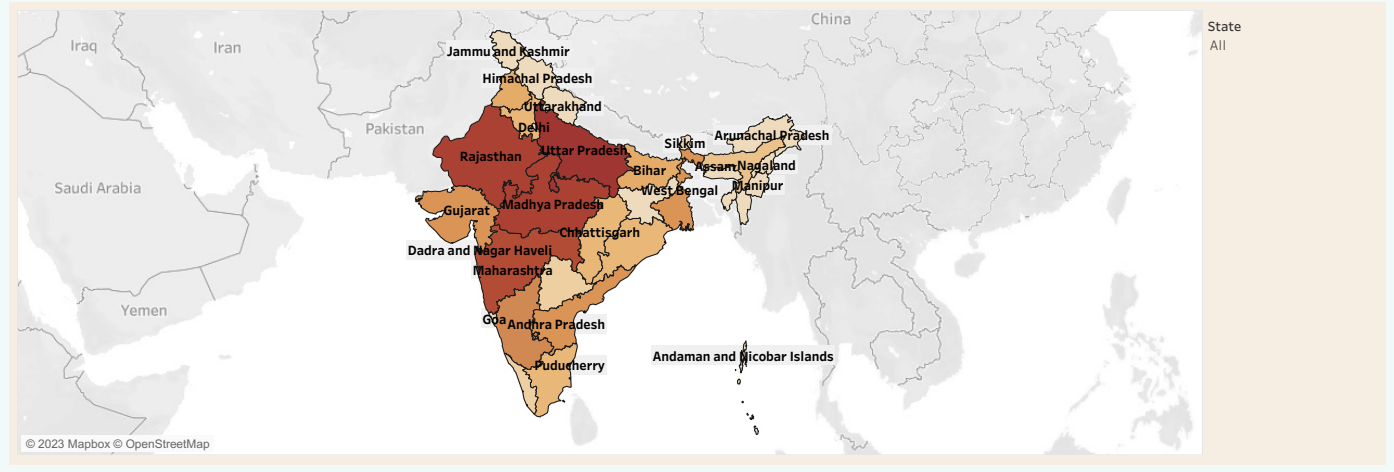 China
State
All
Iraq
Iran
Jammu and Kashmir
Himachal Pradesh
Uttarakhand
Pakistan
Delhi
Arunachal Pradesh
Sikkim
Uttar Pradesh
Rajasthan
Assam
Nagaland
Bihar
Saudi Arabia
Manipur
West Bengal
Madhya Pradesh
Gujarat
Chhattisgarh
Dadra and Nagar Haveli
Maharashtra
Yemen
Goa
Andhra Pradesh
Andaman and Nicobar Islands
Puducherry
© 2023 Mapbox © OpenStreetMap